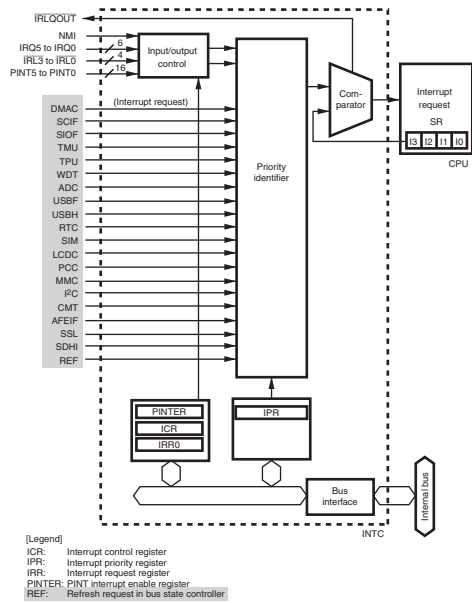 IRLQOUT
NMI
IRQ5 to IRQ0
6
IRL3 to IRL0
4
PINT5 to PINT0
16
Input/output
control
(Interrupt request)
DMAC
SCIF
SIOF
TMU
TPU
WDT
ADC
USBF
USBH
RTC
SIM
LCDC
PCC
MMC
I²C
CMT
AFEIF
SSL
SDHI
REF
Priority
identifier
Com-
parator
Interrupt
request
SR
I3 I2 I1 I0
CPU
PINTER
ICR
IRR0
IPR
Bus
interface
Internal bus
INTC
[Legend]
ICR: Interrupt control register
IPR: Interrupt priority register
IRR: Interrupt request register
PINTER: PINT interrupt enable register
REF: Refresh request in bus state controller